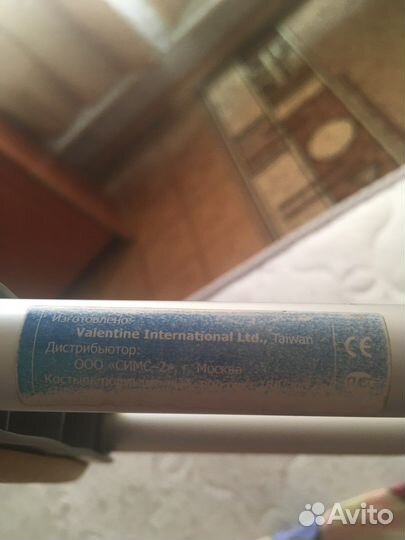 Изготовлено:
Valentine International Ltd., Taiwan
Дистрибьютор:
ООО «СИМС-2», г. Москва
CE
Avito